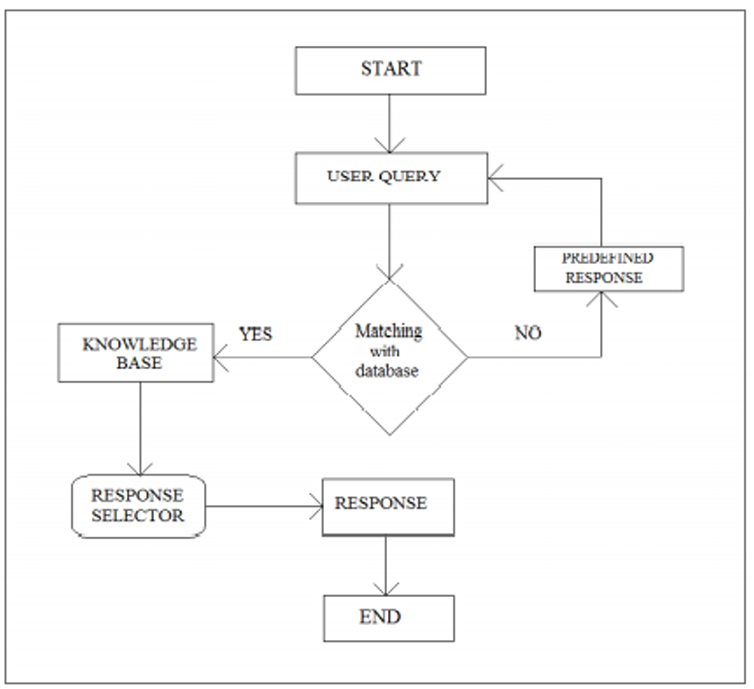 START
USER QUERY
PREDEFINED
RESPONSE
YES
NO
Matching
with
database
KNOWLEDGE
BASE
RESPONSE
SELECTOR
RESPONSE
END